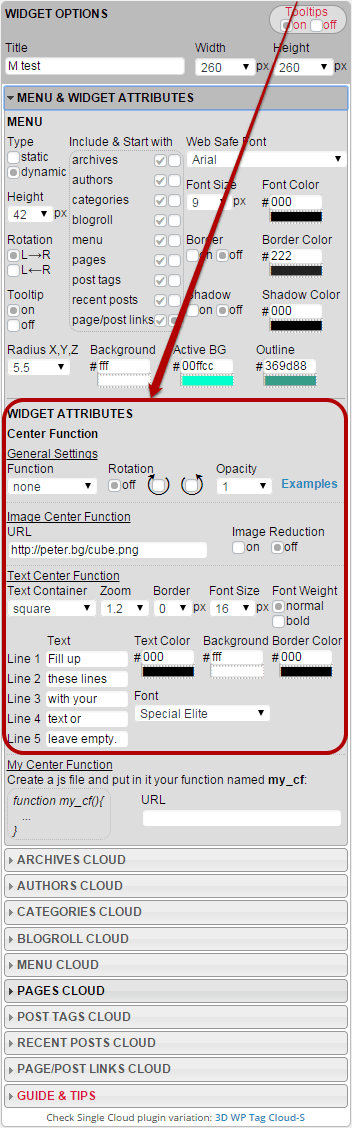 WIDGET OPTIONS
Tooltips
on off
Title Width Height
M test 260 px 260 px
MENU & WIDGET ATTRIBUTES
MENU
Type Include & Start with Web Safe Font
static archives Arial
dynamic authors Font Size Font Color
Height categories 9 px #000
42 px blogroll
Rotation menu Border Border Color
L→R pages on off #222
L←R post tags
Tooltip recent posts Shadow Shadow Color
on page/post links on off #000
off
Radius X,Y,Z Background Active BG Outline
5.5 #fff #00ffcc #369d88
WIDGET ATTRIBUTES
Center Function
General Settings
Function Rotation Opacity
none off 1 Examples
Image Center Function
URL Image Reduction
http://peter.bg/cube.png on off
Text Center Function
Text Container Zoom Border Font Size Font Weight
square 1.2 0 px 16 px normal
bold
Text Text Color Background Border Color
Line 1 Fill up #000 #fff #000
Line 2 these lines
Line 3 with your Font
Line 4 text or Special Elite
Line 5 leave empty.
My Center Function
Create a js file and put in it your function named my_cf:
function my_cf(){ URL
...
}
ARCHIVES CLOUD
AUTHORS CLOUD
CATEGORIES CLOUD
BLOGROLL CLOUD
MENU CLOUD
PAGES CLOUD
POST TAGS CLOUD
RECENT POSTS CLOUD
PAGE/POST LINKS CLOUD
GUIDE & TIPS
Check Single Cloud plugin variation: 3D WP Tag Cloud-S